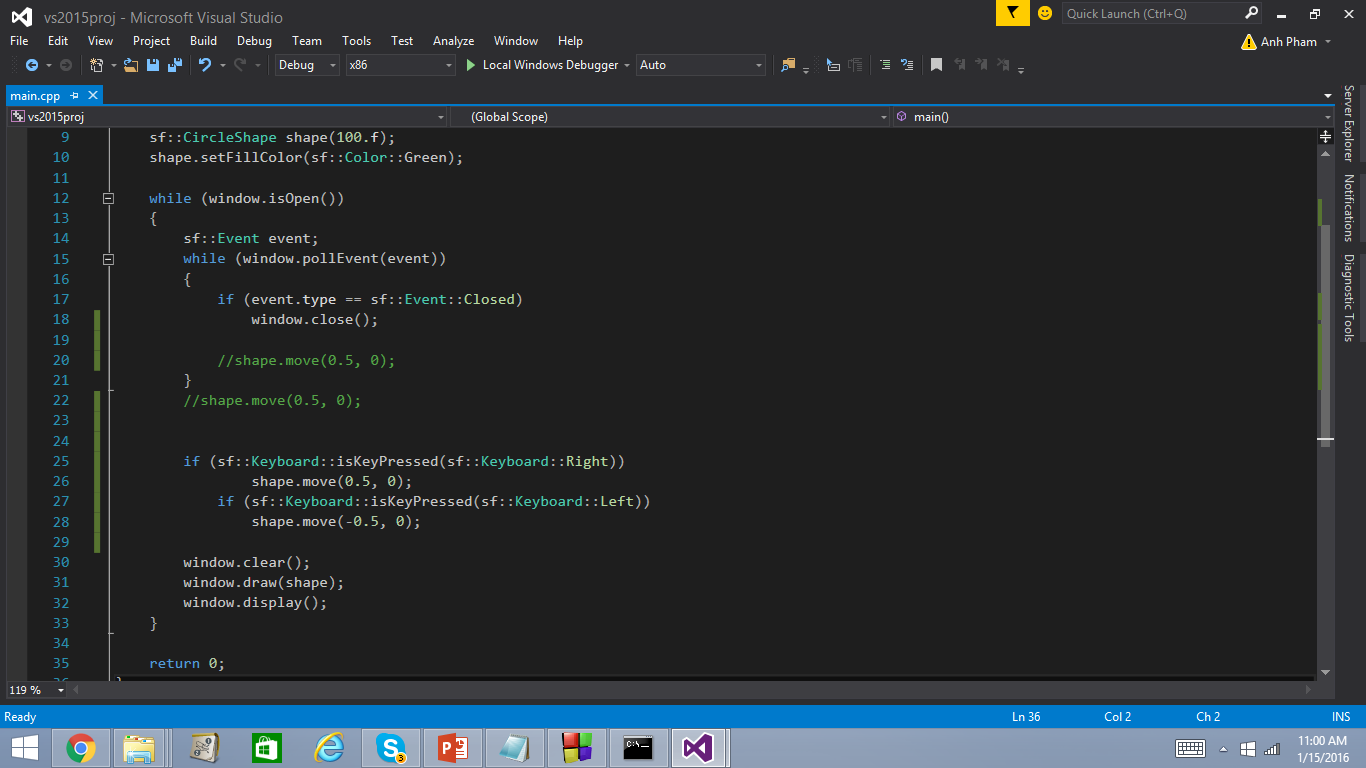 vs2015proj - Microsoft Visual Studio
Quick Launch (Ctrl+Q)
File Edit View Project Build Debug Team Tools Test Analyze Window Help
Anh Pham
Debug x86 Local Windows Debugger Auto
main.cpp
vs2015proj (Global Scope) main()
9 sf::CircleShape shape(100.f);
10 shape.setFillColor(sf::Color::Green);
11
12 while (window.isOpen())
13 {
14 sf::Event event;
15 while (window.pollEvent(event))
16 {
17 if (event.type == sf::Event::Closed)
18 window.close();
19
20 //shape.move(0.5, 0);
21 }
22 //shape.move(0.5, 0);
23
24
25 if (sf::Keyboard::isKeyPressed(sf::Keyboard::Right))
26 shape.move(0.5, 0);
27 if (sf::Keyboard::isKeyPressed(sf::Keyboard::Left))
28 shape.move(-0.5, 0);
29
30 window.clear();
31 window.draw(shape);
32 window.display();
33 }
34
35 return 0;
Server Explorer
Notifications
Diagnostic Tools
119 %
Ready Ln 36 Col 2 Ch 2 INS
3
11:00 AM
1/15/2016